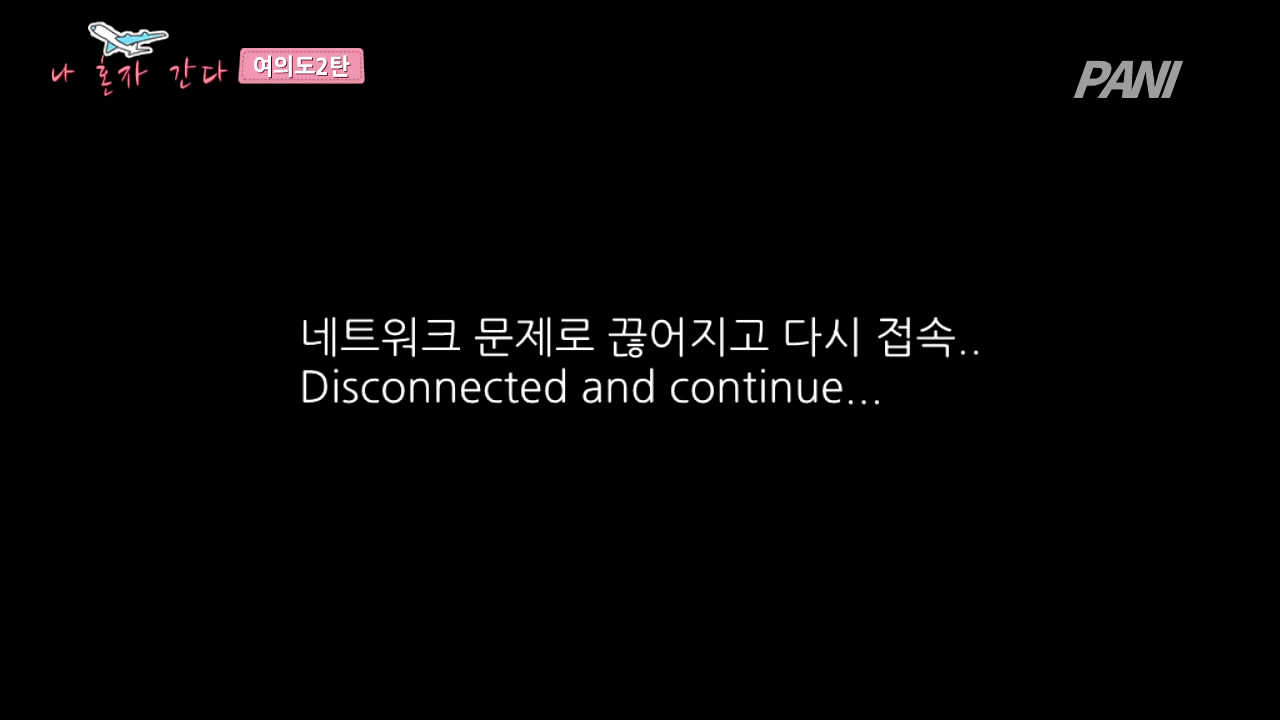 나 혼자 간다
여의도2탄
PANI
네트워크 문제로 끊어지고 다시 접속..
Disconnected and continue...